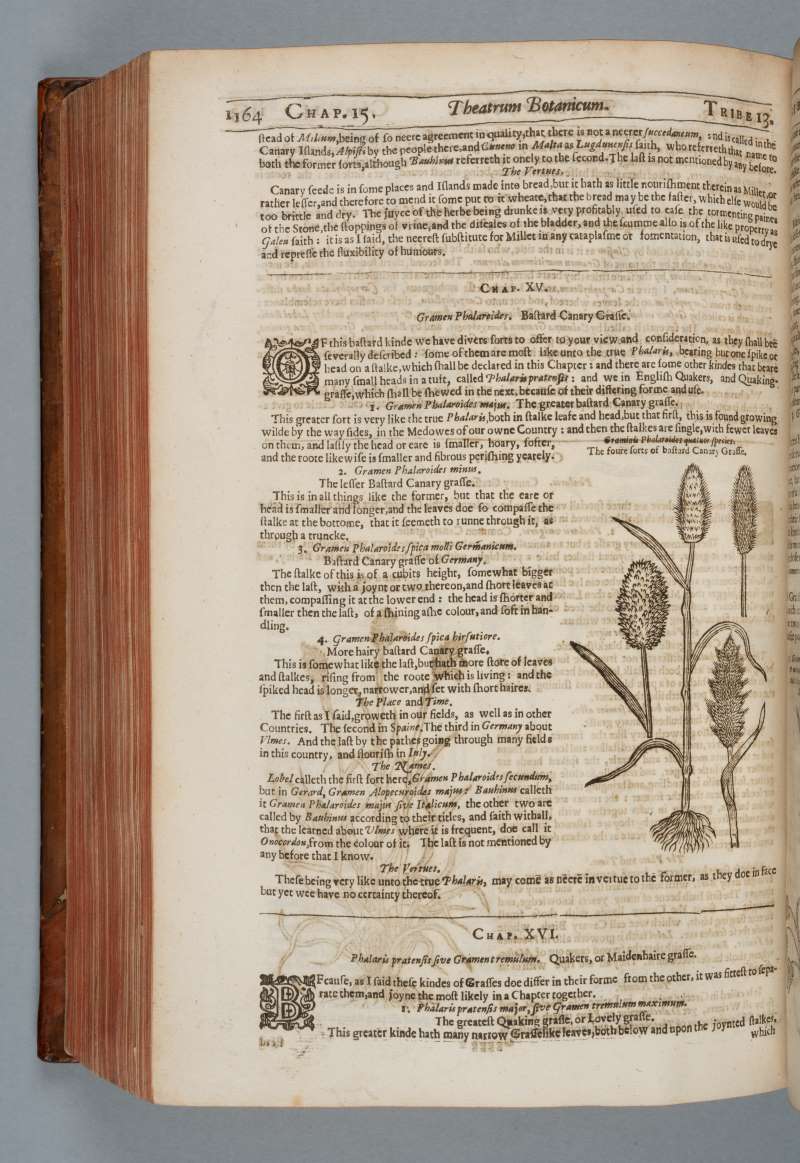 1164 CHAP. 15. Theatrum Botanicum. TRIBE 13.
ſtead of Milium, being of ſo neere agreement in quality, that there is not a neerer ſuccedaneum, and is called in the
Canary Iſlands, Alpiſti by the people there, and Guneno in Malta as Lugdunenſis ſaith, who referreth that name to
both the former ſorts, although Bauhinus referreth it onely to the ſecond. The laſt is not mentioned by any before.
The Vertues.
Canary ſeede is in ſome places and Iſlands made into bread, but it hath as little nouriſhment therein as Millet, or
rather leſſer, and therefore to mend it ſome put to it wheate, that the bread may be the faſter, which elſe would be
too brittle and dry. The juyce of the herbe being drunke is very profitably uſed to eaſe the tormenting paines
of the Stone, the ſtoppings of vrine, and the diſeaſes of the bladder, and the ſcumme alſo is of the like property as
Galen ſaith: it is as I ſaid, the neereſt ſubſtitute for Millet in any cataplaſme or fomentation, that is uſed to drye
and repreſſe the fluxibility of humours.
CHAP. XV.
Gramen Phalaroides. Baſtard Canary Graſſe.
OF this baſtard kinde we have divers ſorts to offer to your view and conſideration, as they ſhall bee
ſeverally deſcribed: ſome of them are moſt like unto the true Phalaris, bearing but one ſpike or
head on a ſtalke, which ſhall be declared in this Chapter: and there are ſome other kindes that beare
many ſmall heads in a tuft, called Phalaris pratenſis: and we in Engliſh Quakers, and Quaking-
graſſe, which ſhall be ſhewed in the next, becauſe of their differing forme and uſe.
1. Gramen Phalaroides majus. The greater baſtard Canary graſſe.
This greater ſort is very like the true Phalaris, both in ſtalke leafe and head, but that firſt, this is found growing
wilde by the way ſides, in the Medowes of our owne Country: and then the ſtalkes are ſingle, with fewer leaves
on them, and laſtly the head or eare is ſmaller, hoary, ſofter,
and the roote likewiſe is ſmaller and fibrous periſhing yearely.
Graminis Phalaroides quatuor ſpecies.
The foure ſorts of baſtard Canary Graſſe.
2. Gramen Phalaroides minus.
The leſſer Baſtard Canary graſſe.
This is in all things like the former, but that the eare or
head is ſmaller and longer, and the leaves doe ſo compaſſe the
ſtalke at the bottome, that it ſeemeth to runne through it, as
through a truncke.
3. Gramen Phalaroides ſpica molli Germanicum.
Baſtard Canary graſſe of Germany.
The ſtalke of this is of a cubits height, ſomewhat bigger
then the laſt, with a joynt or two thereon, and ſhort leaves at
them, compaſſing it at the lower end: the head is ſhorter and
ſmaller then the laſt, of a ſhining aſhe colour, and ſoft in han-
dling.
4. Gramen Phalaroides ſpica hirſutiore.
More hairy baſtard Canary graſſe.
This is ſomewhat like the laſt, but hath more ſtore of leaves
and ſtalkes, riſing from the roote which is living: and the
ſpiked head is longer, narrower, and ſet with ſhort haires.
The Place and Time.
The firſt as I ſaid, groweth in our fields, as well as in other
Countries. The ſecond in Spaine, The third in Germany about
Vlmes. And the laſt by the pathes going through many fields
in this country, and flouriſh in Iuly.
The Names.
Lobel calleth the firſt ſort here, Gramen Phalaroides ſecundum,
but in Gerard, Gramen Alopecuroides majus: Bauhinus calleth
it Gramen Phalaroides majus ſive Italicum, the other two are
called by Bauhinus according to their titles, and ſaith withall,
that the learned about Vlmes where it is frequent, doe call it
Onocordon, from the colour of it. The laſt is not mentioned by
any before that I know.
The Vertues.
Theſe being very like unto the true Phalaris, may come as neere in vertue to the former, as they doe in face
but yet wee have no certainty thereof.
CHAP. XVI.
Phalaris pratenſis ſive Gramen tremulum. Quakers, or Maidenhaire graſſe.
BEcauſe, as I ſaid theſe kindes of Graſſes doe differ in their forme from the other, it was fitteſt to ſepa-
rate them, and joyne the moſt likely in a Chapter together.
1. Phalaris pratenſis major, ſive Gramen tremulum maximum.
The greateſt Quaking graſſe, or Lovely graſſe.
This greater kinde hath many narrow Graſſelike leaves, both below and upon the joynted ſtalkes,
which